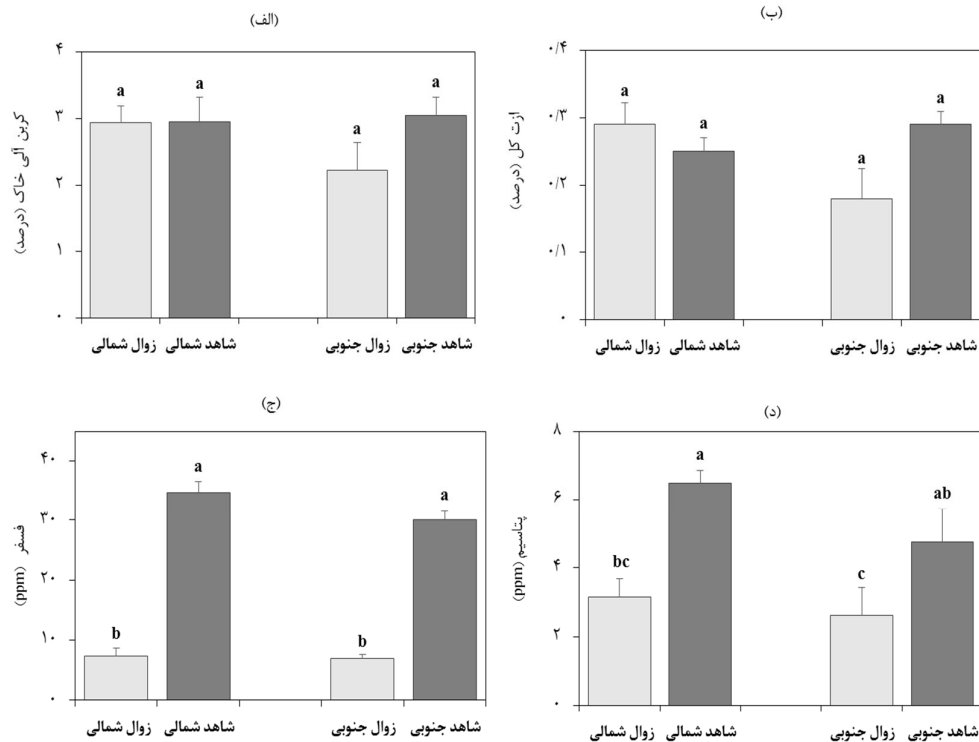 (الف)
کربن آلی خاک (درصد)
۴
۳
۲
۱
۰
a
a
a
a
زوال شمالی
شاهد شمالی
زوال جنوبی
شاهد جنوبی
(ب)
ازت کل (درصد)
۰/۴
۰/۳
۰/۲
۰/۱
۰
a
a
a
a
زوال شمالی
شاهد شمالی
زوال جنوبی
شاهد جنوبی
(ج)
فسفر (ppm)
۴۰
۳۰
۲۰
۱۰
۰
b
a
b
a
زوال شمالی
شاهد شمالی
زوال جنوبی
شاهد جنوبی
(د)
پتاسیم (ppm)
۸
۶
۴
۲
۰
bc
a
c
ab
زوال شمالی
شاهد شمالی
زوال جنوبی
شاهد جنوبی